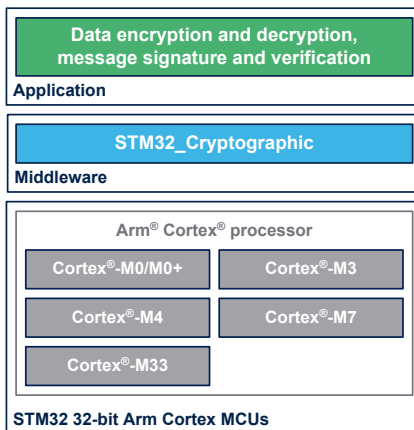 Data encryption and decryption,
message signature and verification
Application
STM32_Cryptographic
Middleware
Arm® Cortex® processor
Cortex®-M0/M0+
Cortex®-M3
Cortex®-M4
Cortex®-M7
Cortex®-M33
STM32 32-bit Arm Cortex MCUs